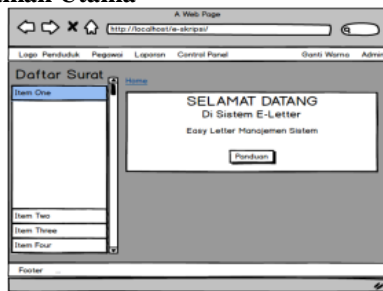 A Web Page
http://localhost/e-skripsi/
Logo Penduduk Pegawai Laporan Control Panel Ganti Warna Admin
Daftar Surat
Home
Item One
SELAMAT DATANG
Di Sistem E-Letter
Easy Letter Manajemen Sistem
Panduan
Item Two
Item Three
Item Four
Footer